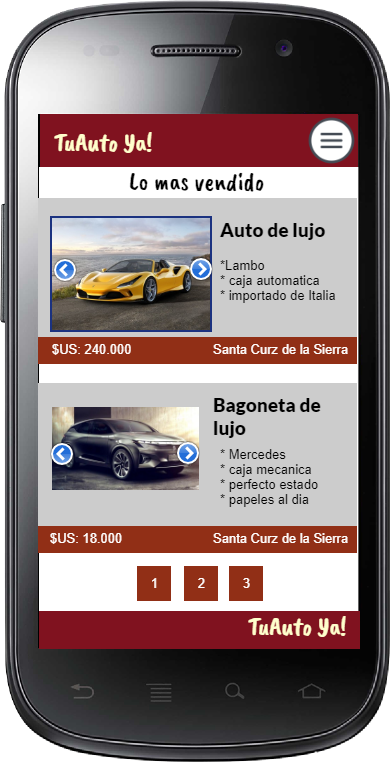 TuAuto Ya!
Lo mas vendido
Auto de lujo
*Lambo
* caja automatica
* importado de Italia
$US: 240.000 Santa Curz de la Sierra
Bagoneta de
lujo
* Mercedes
* caja mecanica
* perfecto estado
* papeles al dia
$US: 18.000 Santa Curz de la Sierra
1 2 3
TuAuto Ya!